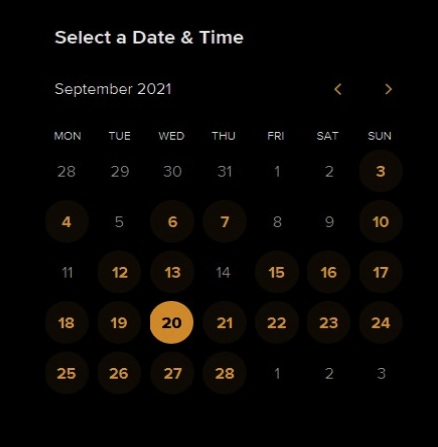 Select a Date & Time
September 2021
MON TUE WED THU FRI SAT SUN
28 29 30 31 1 2 3
4 5 6 7 8 9 10
11 12 13 14 15 16 17
18 19 20 21 22 23 24
25 26 27 28 1 2 3